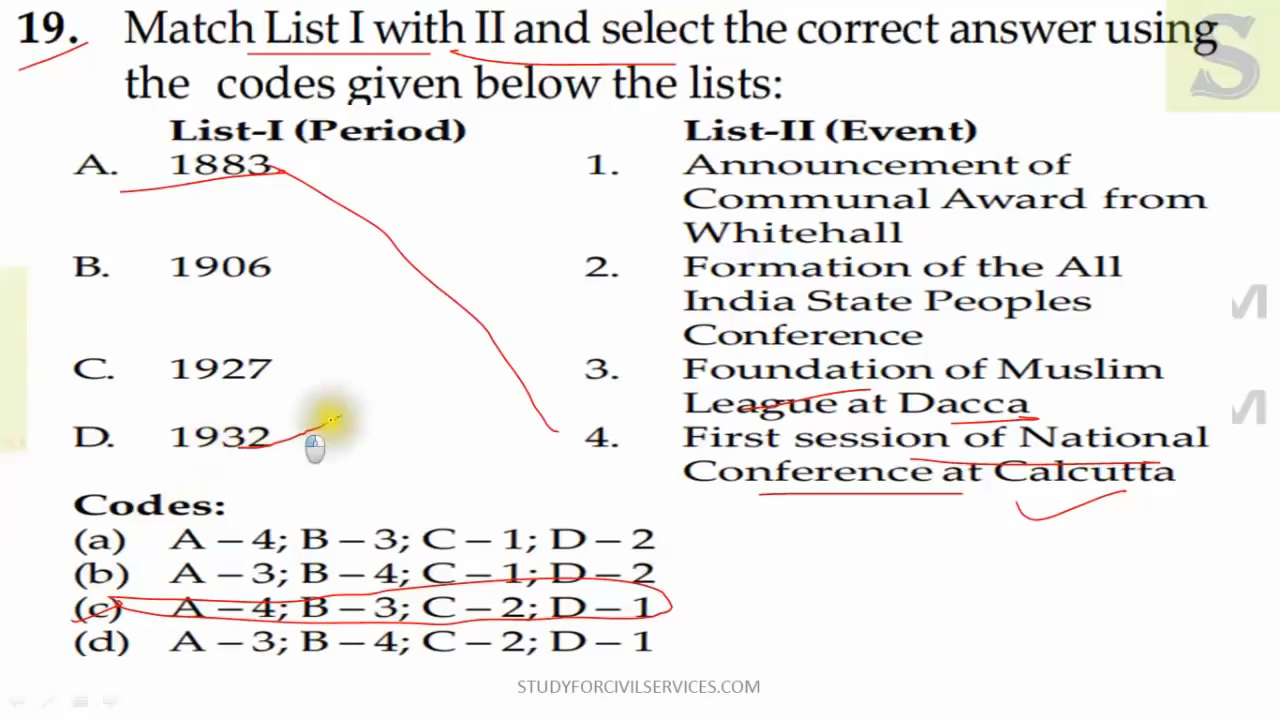 19. Match List I with II and select the correct answer using
the codes given below the lists:
List-I (Period) List-II (Event)
A. 1883 1. Announcement of
Communal Award from
Whitehall
B. 1906 2. Formation of the All
India State Peoples
Conference
C. 1927 3. Foundation of Muslim
League at Dacca
D. 1932 4. First session of National
Conference at Calcutta
Codes:
(a) A – 4; B – 3; C – 1; D – 2
(b) A – 3; B – 4; C – 1; D – 2
(c) A – 4; B – 3; C – 2; D – 1
(d) A – 3; B – 4; C – 2; D – 1
STUDYFORCIVILSERVICES.COM
S
M
M